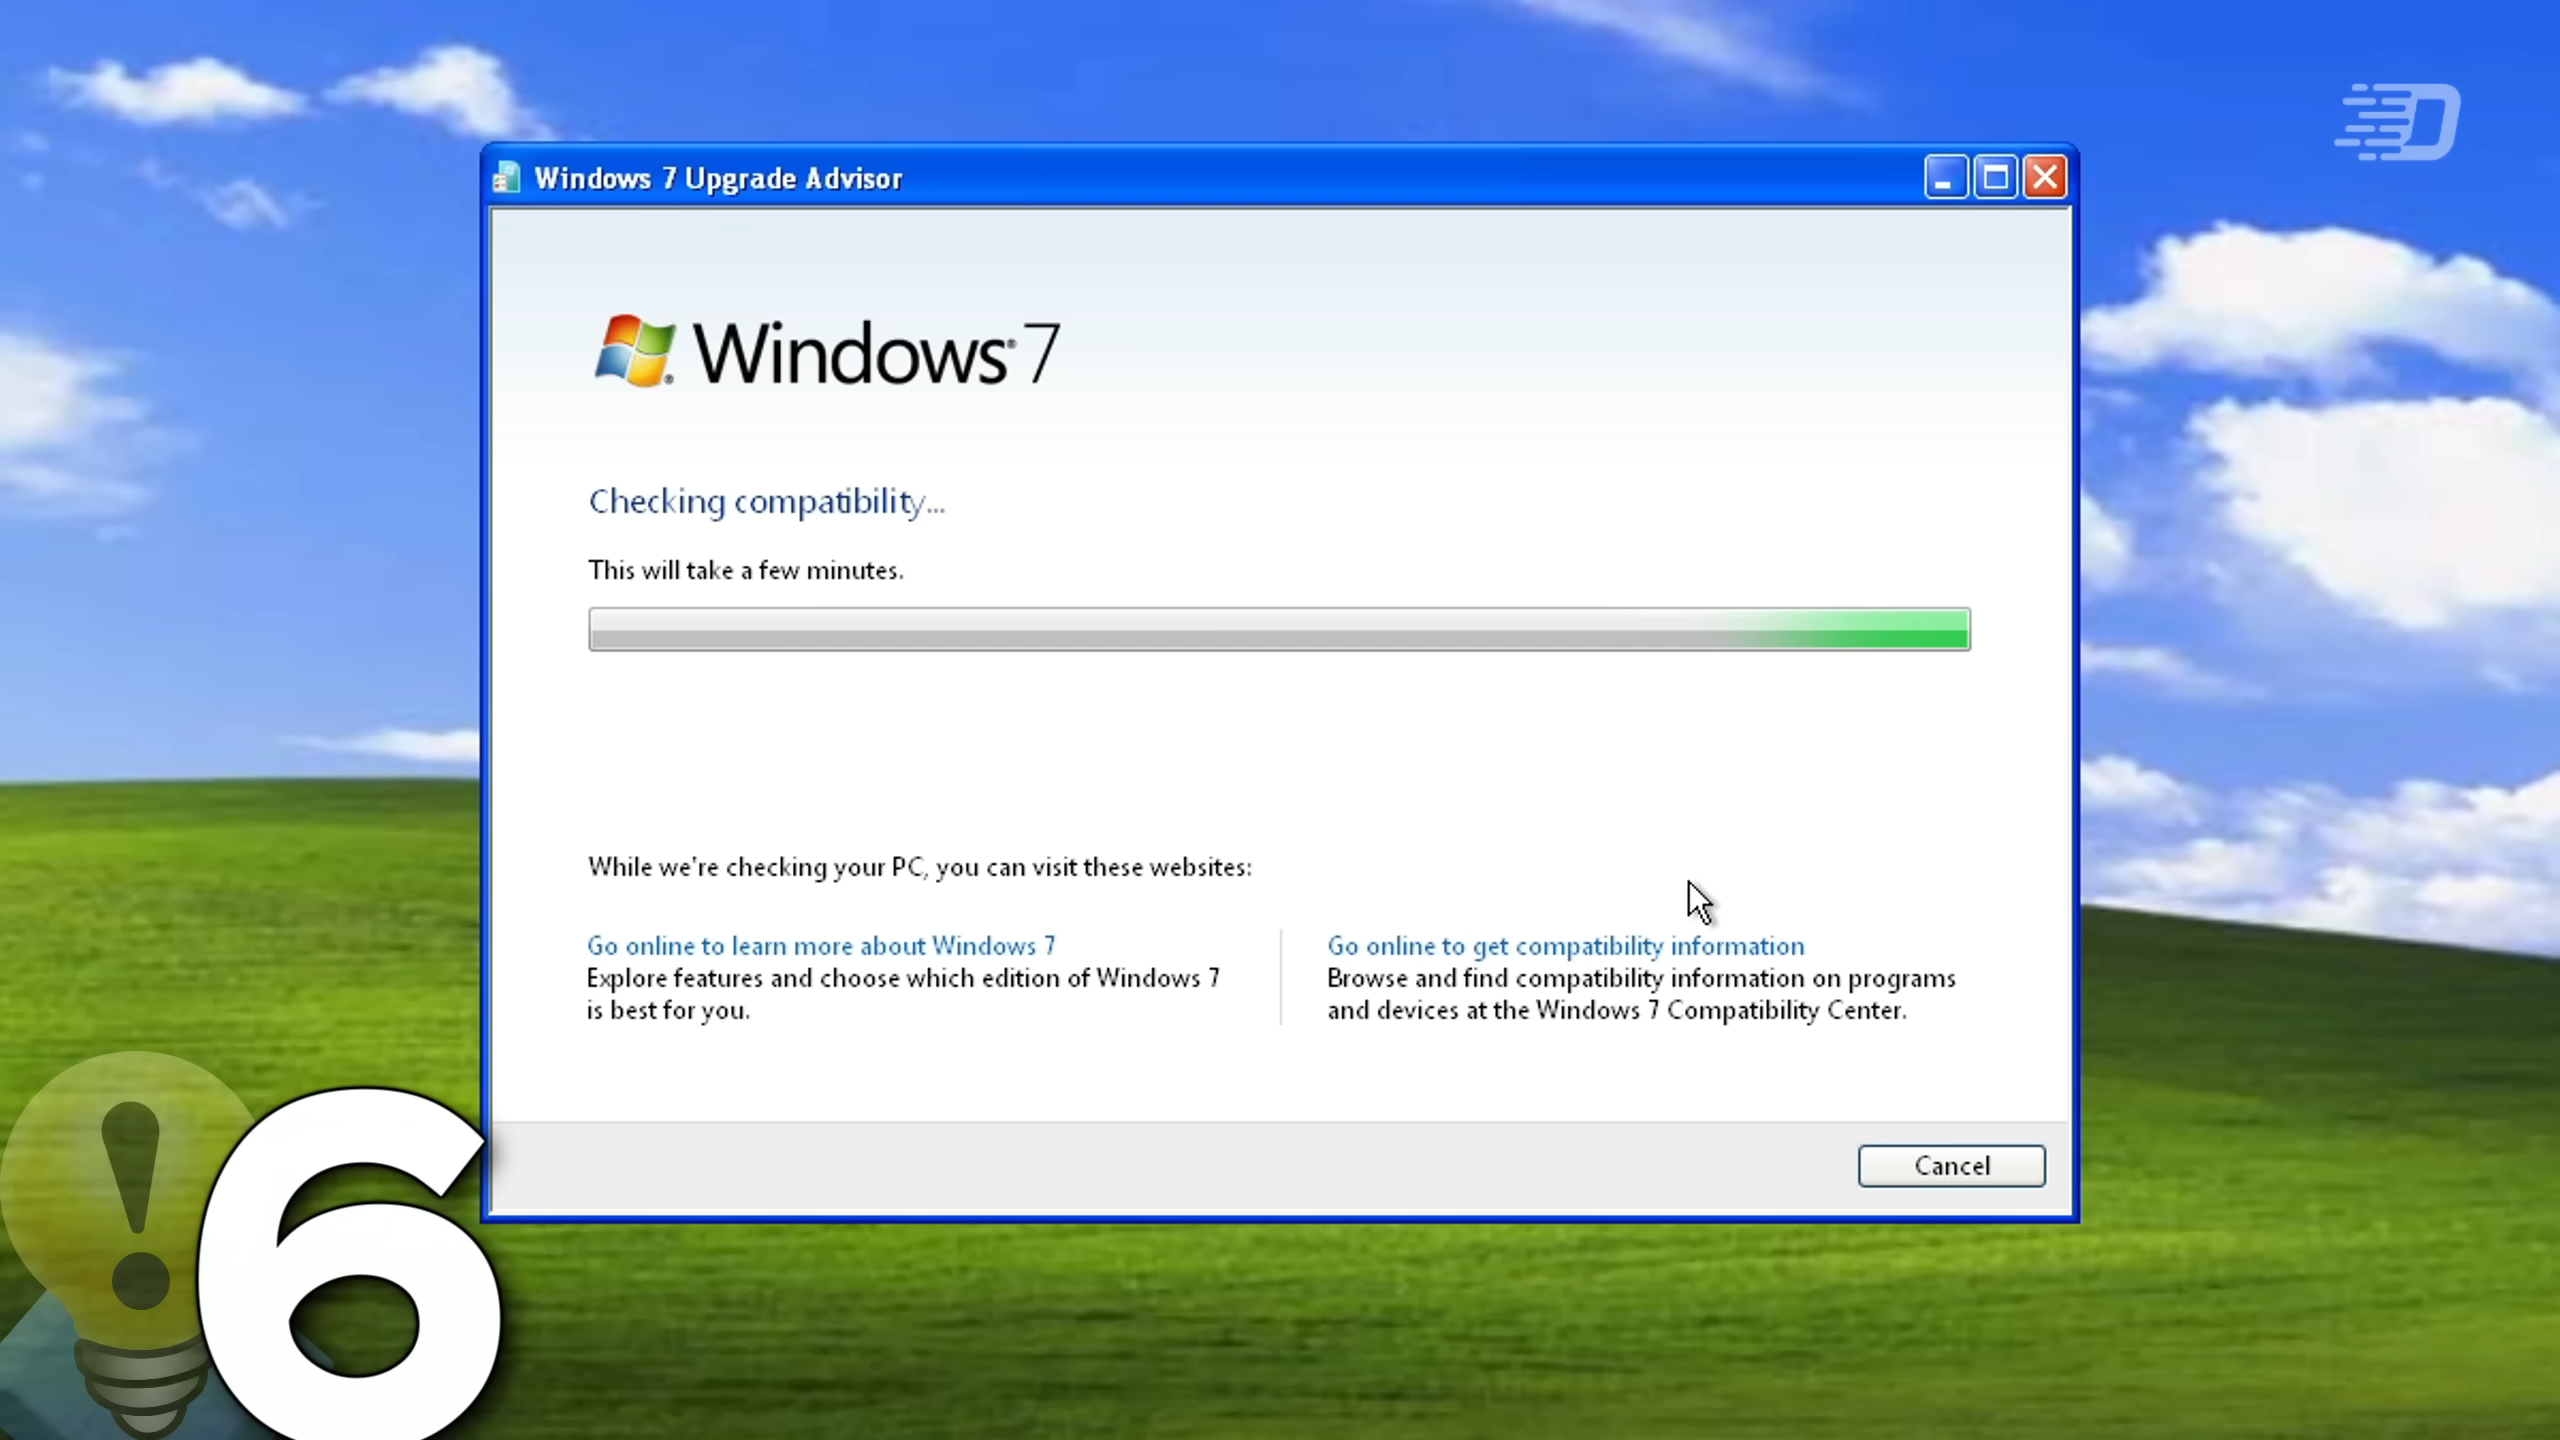 Windows 7 Upgrade Advisor
Windows® 7
Checking compatibility...
This will take a few minutes.
While we're checking your PC, you can visit these websites:
Go online to learn more about Windows 7
Explore features and choose which edition of Windows 7
is best for you.
Go online to get compatibility information
Browse and find compatibility information on programs
and devices at the Windows 7 Compatibility Center.
Cancel
!
6
D